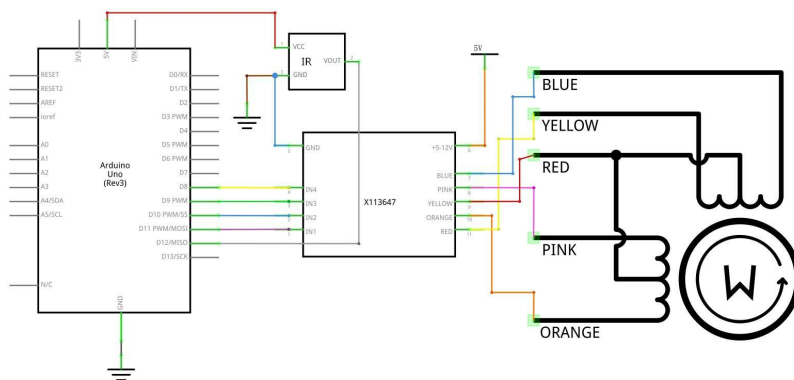 3V3
5V
VIN
RESET
RESET2
AREF
ioref
A0
A1
A2
A3
A4/SDA
A5/SCL
N/C
Arduino
Uno
(Rev3)
D0/RX
D1/TX
D2
D3 PWM
D4
D5 PWM
D6 PWM
D7
D8
D9 PWM
D10 PWM/SS
D11 PWM/MOSI
D12/MISO
D13/SCK
GND
VCC
IR
VOUT
GND
GND
IN4
IN3
IN2
IN1
X113647
+5-12V
BLUE
PINK
YELLOW
ORANGE
RED
5V
BLUE
YELLOW
RED
PINK
ORANGE